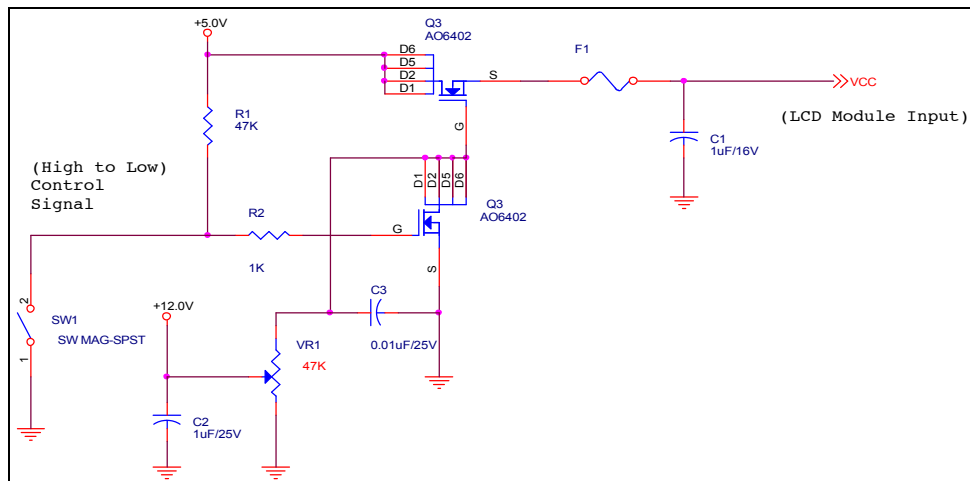 Q3
AO6402
+5.0V
D6
D5
D2
D1
S
G
F1
VCC
(LCD Module Input)
C1
1uF/16V
R1
47K
(High to Low)
Control
Signal
D1
D2
D5
D6
Q3
AO6402
G
S
R2
1K
2
1
SW1
SW MAG-SPST
+12.0V
C3
0.01uF/25V
VR1
47K
C2
1uF/25V